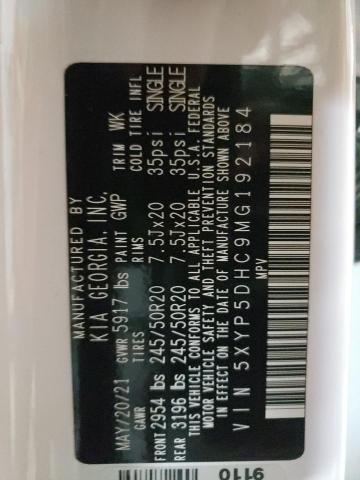 MANUFACTURED BY
KIA GEORGIA, INC.
MAY/20/21 GVWR 5917 lbs PAINT GWP TRIM WK
GAWR TIRES RIMS COLD TIRE INFL
FRONT 2954 lbs 245/50R20 7.5Jx20 35psi SINGLE
REAR 3196 lbs 245/50R20 7.5Jx20 35psi SINGLE
THIS VEHICLE CONFORMS TO ALL APPLICABLE U.S.A. FEDERAL
MOTOR VEHICLE SAFETY AND THEFT PREVENTION STANDARDS
IN EFFECT ON THE DATE OF MANUFACTURE SHOWN ABOVE
VIN 5XYP5DHC9MG192184
MPV
9110